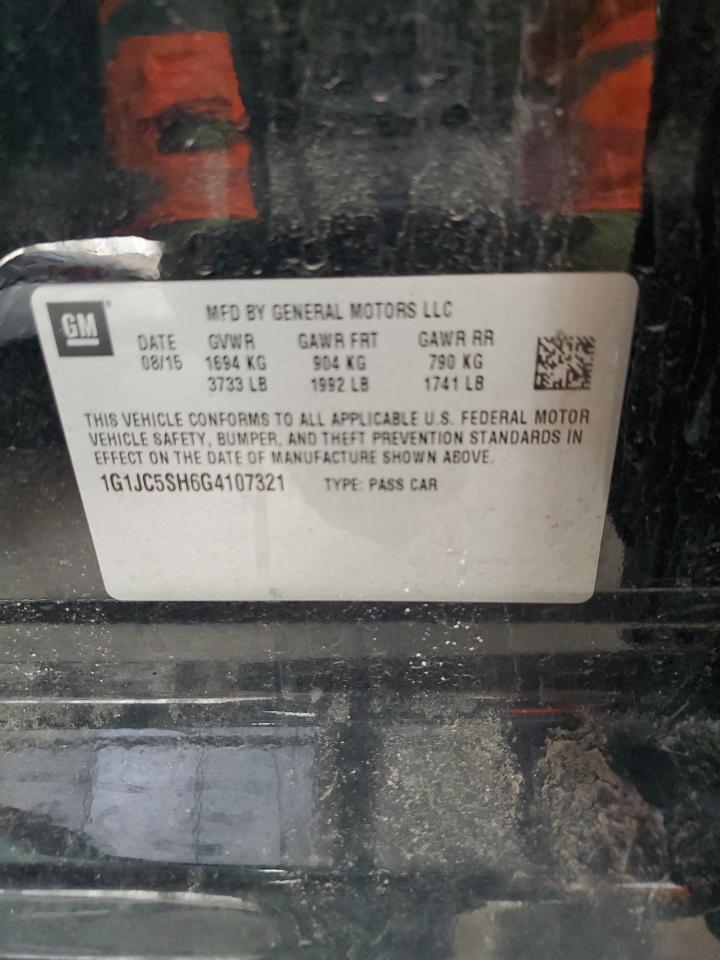 GM
MFD BY GENERAL MOTORS LLC
DATE GVWR GAWR FRT GAWR RR
08/15 1694 KG 904 KG 790 KG
3733 LB 1992 LB 1741 LB
THIS VEHICLE CONFORMS TO ALL APPLICABLE U.S. FEDERAL MOTOR
VEHICLE SAFETY, BUMPER, AND THEFT PREVENTION STANDARDS IN
EFFECT ON THE DATE OF MANUFACTURE SHOWN ABOVE.
1G1JC5SH6G4107321 TYPE: PASS CAR